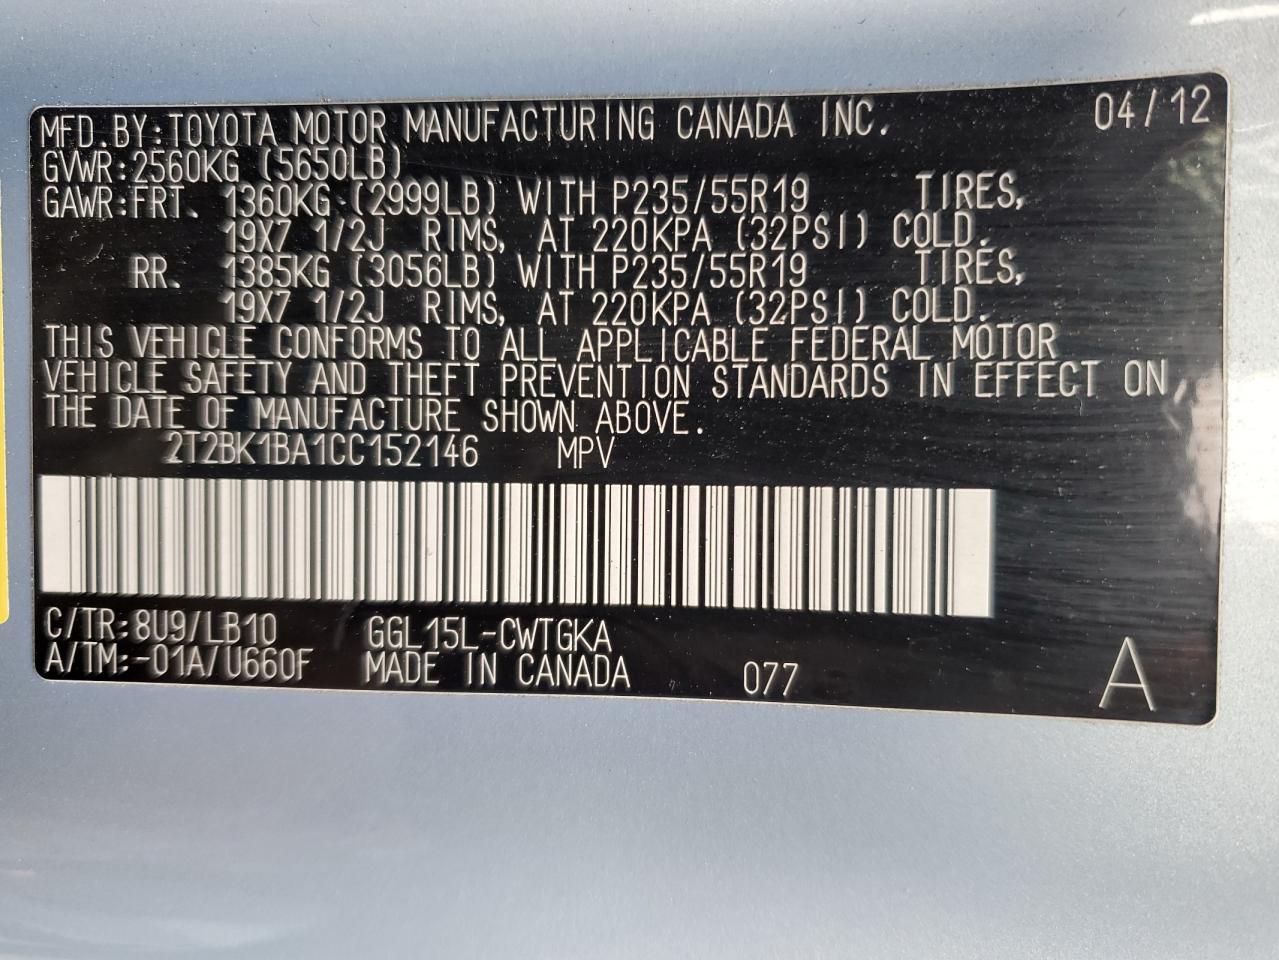 MFD.BY:TOYOTA MOTOR MANUFACTURING CANADA INC. 04/12
GVWR:2560KG (5650LB)
GAWR:FRT. 1360KG (2999LB) WITH P235/55R19 TIRES,
19X7 1/2J RIMS, AT 220KPA (32PSI) COLD.
RR. 1385KG (3056LB) WITH P235/55R19 TIRES,
19X7 1/2J RIMS, AT 220KPA (32PSI) COLD.
THIS VEHICLE CONFORMS TO ALL APPLICABLE FEDERAL MOTOR
VEHICLE SAFETY AND THEFT PREVENTION STANDARDS IN EFFECT ON,
THE DATE OF MANUFACTURE SHOWN ABOVE.
2T2BK1BA1CC152146 MPV
C/TR:8U9/LB10 GGL15L-CWTGKA
A/TM:-01A/U660F MADE IN CANADA 077 A